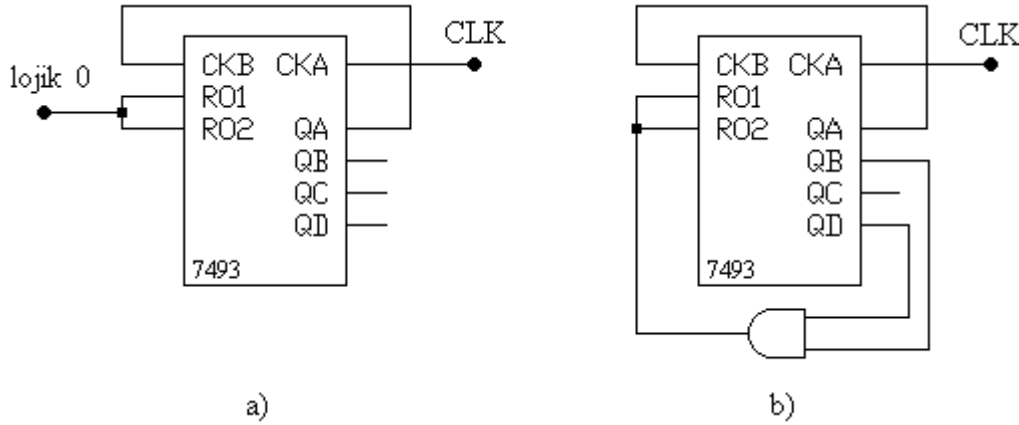 lojik 0
CLK
CKB CKA
RO1
RO2 QA
QB
QC
QD
7493
a)
CLK
CKB CKA
RO1
RO2 QA
QB
QC
QD
7493
b)